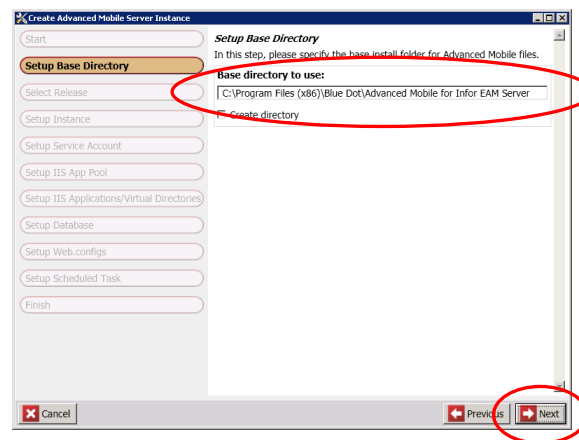 Create Advanced Mobile Server Instance
Start
Setup Base Directory
Select Release
Setup Instance
Setup Service Account
Setup IIS App Pool
Setup IIS Applications/Virtual Directories
Setup Database
Setup Web.configs
Setup Scheduled Task
Finish
Setup Base Directory
In this step, please specify the base install folder for Advanced Mobile files.
Base directory to use:
C:\Program Files (x86)\Blue Dot\Advanced Mobile for Infor EAM Server
Create directory
Cancel
Previous
Next